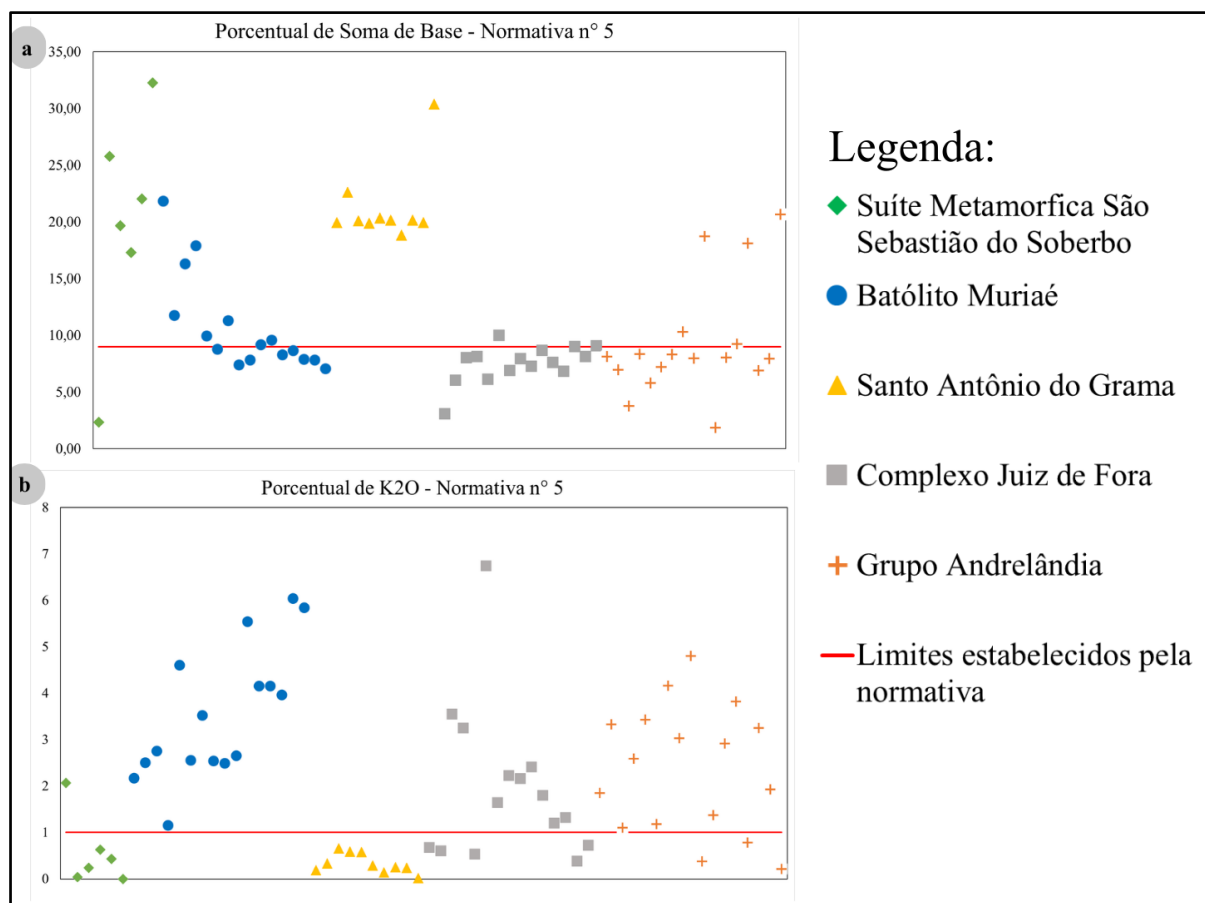 a
Porcentual de Soma de Base - Normativa n° 5
35,00
30,00
25,00
20,00
15,00
10,00
5,00
0,00
b
Porcentual de K2O - Normativa n° 5
8
7
6
5
4
3
2
1
0
Legenda:
Suíte Metamorfica São
Sebastião do Soberbo
Batólito Muriaé
Santo Antônio do Grama
Complexo Juiz de Fora
Grupo Andrelândia
Limites estabelecidos pela
normativa